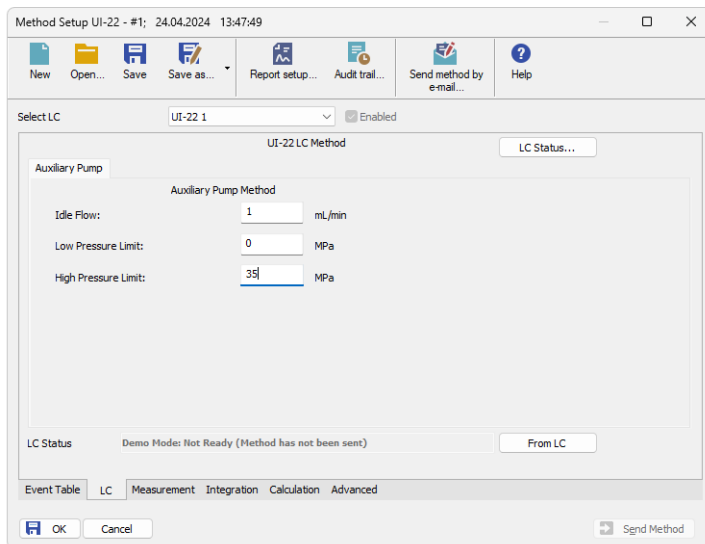 Method Setup UI-22 - #1;   24.04.2024   13:47:49
New Open... Save Save as... Report setup... Audit trail... Send method by e-mail... Help
Select LC UI-22 1 Enabled
UI-22 LC Method LC Status...
Auxiliary Pump
Auxiliary Pump Method
Idle Flow: 1 mL/min
Low Pressure Limit: 0 MPa
High Pressure Limit: 35 MPa
LC Status Demo Mode: Not Ready (Method has not been sent) From LC
Event Table LC Measurement Integration Calculation Advanced
OK Cancel Send Method